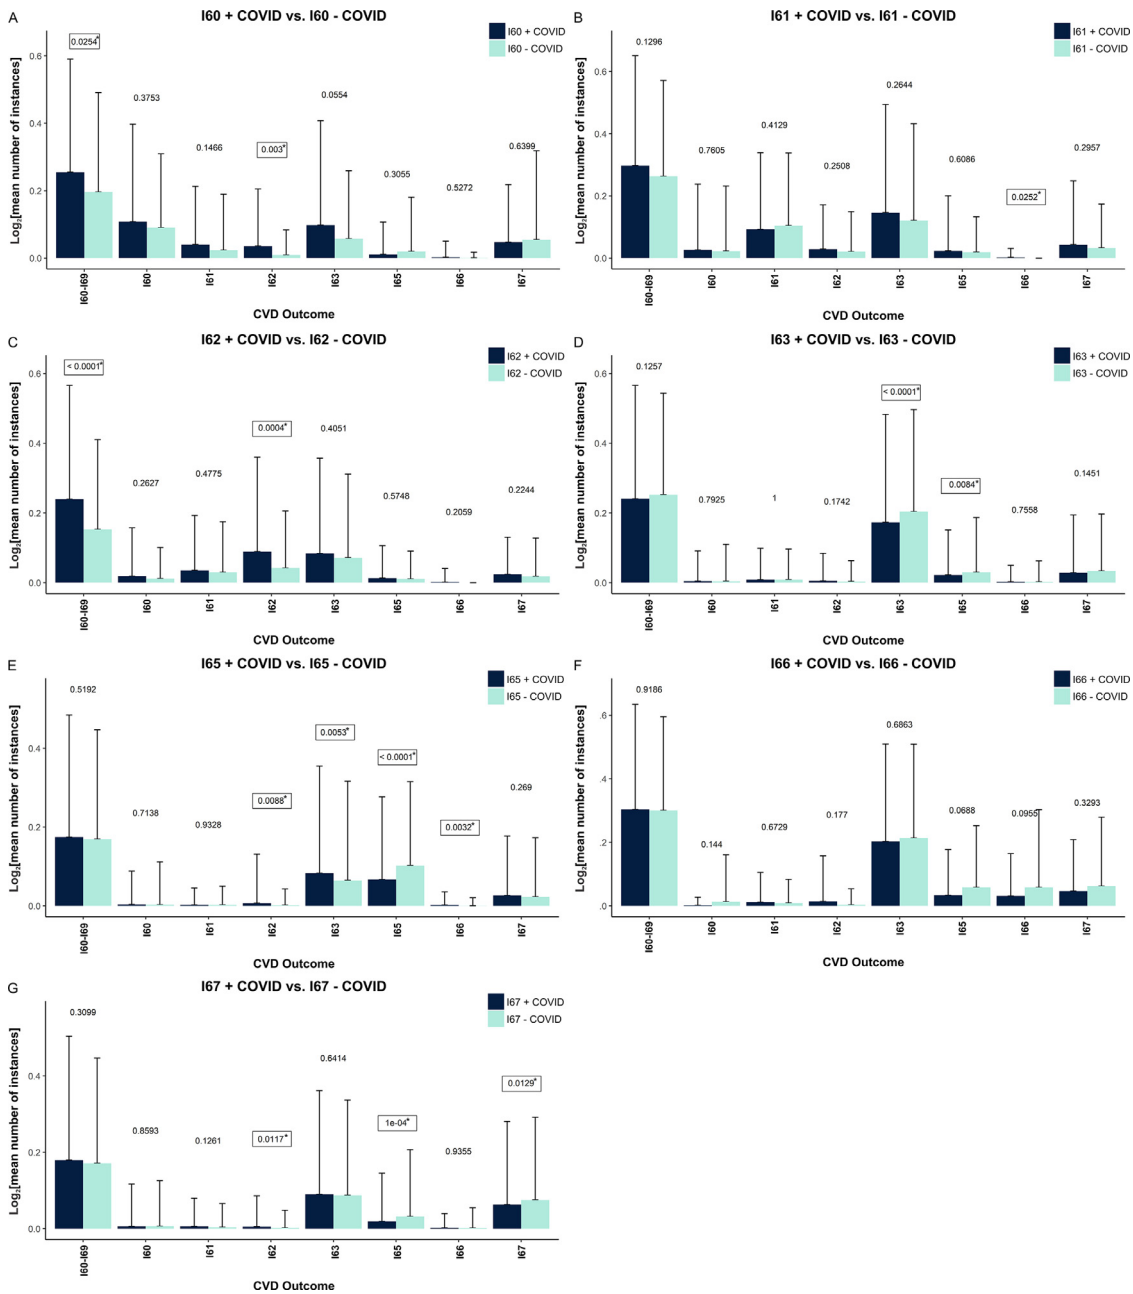 A
I60 + COVID vs. I60 - COVID
I60 + COVID
I60 - COVID
Log2[mean number of instances]
0.6
0.4
0.2
0.0
0.0254*
0.3753
0.1466
0.003*
0.0554
0.3055
0.5272
0.6399
I60-I69
I60
I61
I62
I63
I65
I66
I67
CVD Outcome
B
I61 + COVID vs. I61 - COVID
I61 + COVID
I61 - COVID
Log2[mean number of instances]
0.6
0.4
0.2
0.0
0.1296
0.7605
0.4129
0.2508
0.2644
0.6086
0.0252*
0.2957
I60-I69
I60
I61
I62
I63
I65
I66
I67
CVD Outcome
C
I62 + COVID vs. I62 - COVID
I62 + COVID
I62 - COVID
Log2[mean number of instances]
0.6
0.4
0.2
0.0
< 0.0001*
0.2627
0.4775
0.0004*
0.4051
0.5748
0.2059
0.2244
I60-I69
I60
I61
I62
I63
I65
I66
I67
CVD Outcome
D
I63 + COVID vs. I63 - COVID
I63 + COVID
I63 - COVID
Log2[mean number of instances]
0.6
0.4
0.2
0.0
0.1257
0.7925
1
0.1742
< 0.0001*
0.0084*
0.7558
0.1451
I60-I69
I60
I61
I62
I63
I65
I66
I67
CVD Outcome
E
I65 + COVID vs. I65 - COVID
I65 + COVID
I65 - COVID
Log2[mean number of instances]
0.4
0.2
0.0
0.5192
0.7138
0.9328
0.0088*
0.0053*
< 0.0001*
0.0032*
0.269
I60-I69
I60
I61
I62
I63
I65
I66
I67
CVD Outcome
F
I66 + COVID vs. I66 - COVID
I66 + COVID
I66 - COVID
Log2[mean number of instances]
.6
.4
.2
.0
0.9186
0.144
0.6729
0.177
0.6863
0.0688
0.0955
0.3293
I60-I69
I60
I61
I62
I63
I65
I66
I67
CVD Outcome
G
I67 + COVID vs. I67 - COVID
I67 + COVID
I67 - COVID
Log2[mean number of instances]
0.4
0.2
0.0
0.3099
0.8593
0.1261
0.0117*
0.6414
1e-04*
0.9355
0.0129*
I60-I69
I60
I61
I62
I63
I65
I66
I67
CVD Outcome